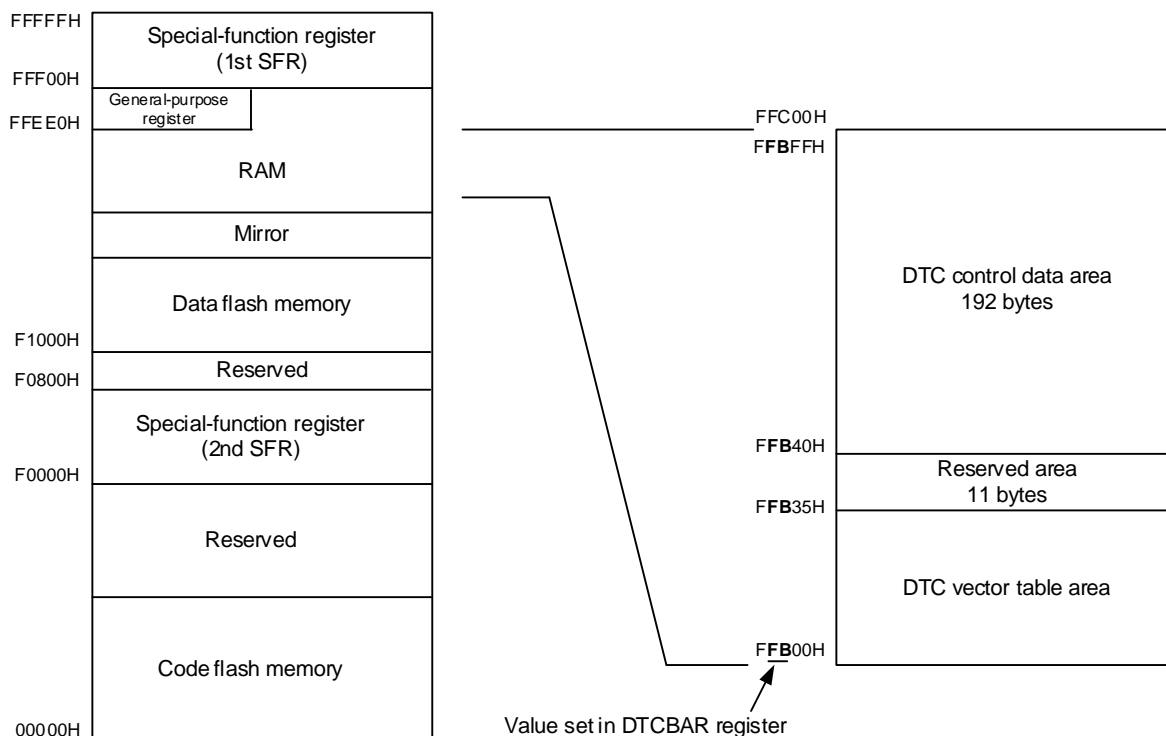 FFFFFH
Special-function register
(1st SFR)
FFF00H
General-purpose
register
FFEE0H
RAM
Mirror
Data flash memory
F1000H
Reserved
F0800H
Special-function register
(2nd SFR)
F0000H
Reserved
Code flash memory
00000H
FFC00H
FFBFFH
DTC control data area
192 bytes
FFB40H
Reserved area
11 bytes
FFB35H
DTC vector table area
FFB00H
Value set in DTCBAR register